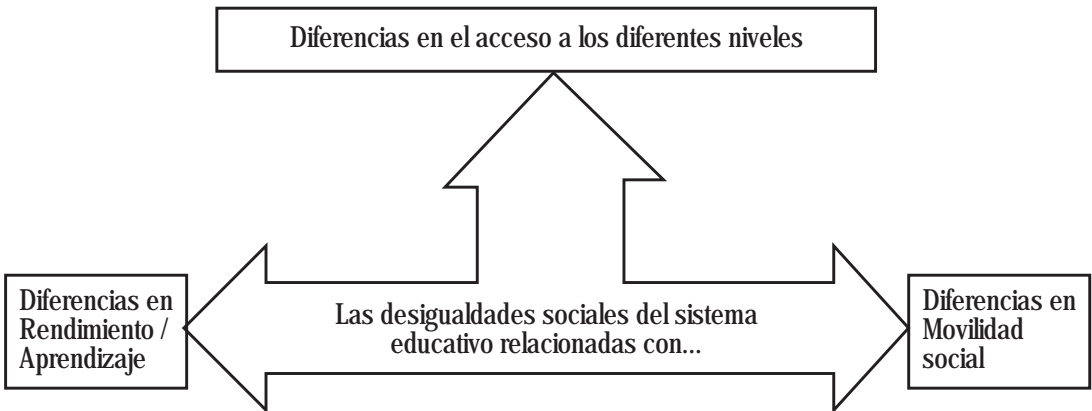 Diferencias en el acceso a los diferentes niveles
Diferencias en
Rendimiento /
Aprendizaje
Las desigualdades sociales del sistema
educativo relacionadas con...
Diferencias en
Movilidad
social